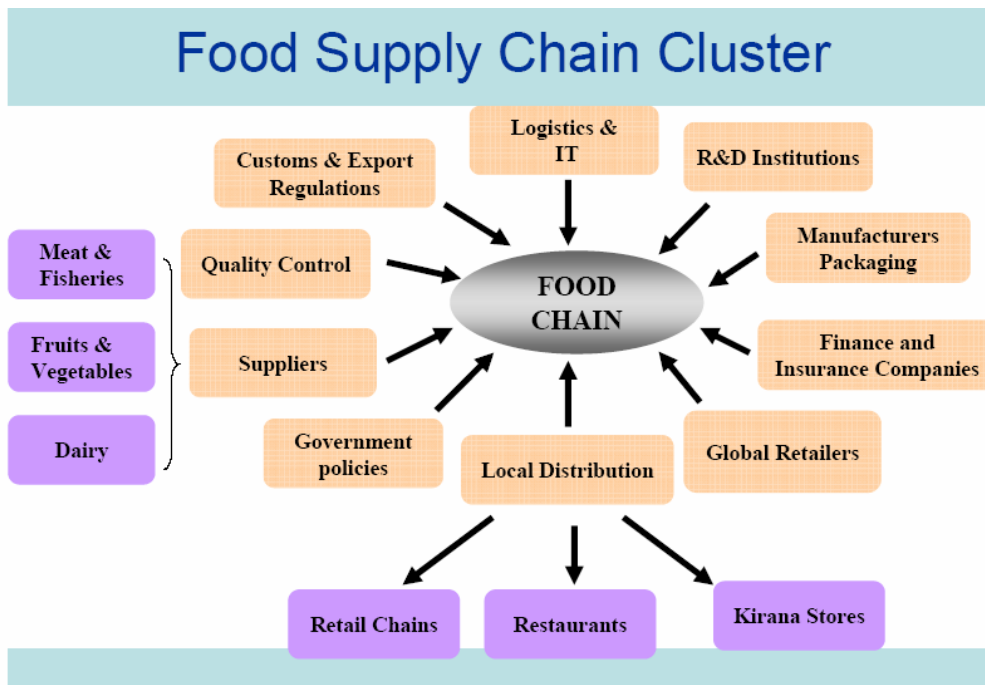 Food Supply Chain Cluster
Logistics &
IT
Customs & Export
Regulations
R&D Institutions
Meat &
Fisheries
Quality Control
Manufacturers
Packaging
FOOD
CHAIN
Fruits &
Vegetables
Suppliers
Finance and
Insurance Companies
Dairy
Government
policies
Local Distribution
Global Retailers
Retail Chains
Restaurants
Kirana Stores